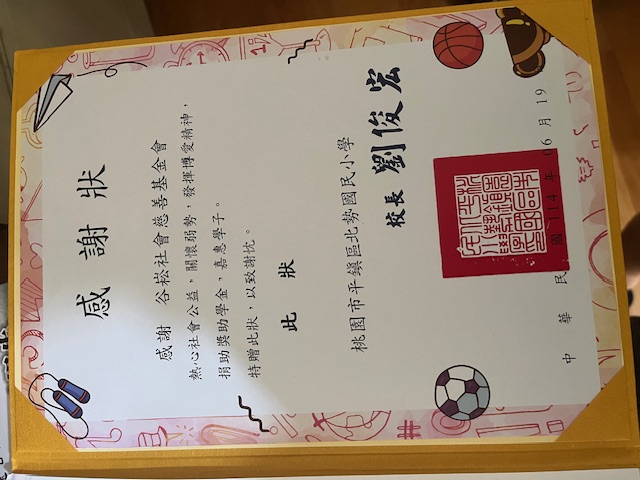 感謝狀
感謝 谷崧社會慈善基金會
熱心社會公益，關懷弱勢，發揮博愛精神，
捐助獎助學金、嘉惠學子。
特贈此狀，以致謝忱。
此 狀
桃園市平鎮區北勢國民小學
校長 劉俊宏
中華民國 114 年 06 月 19